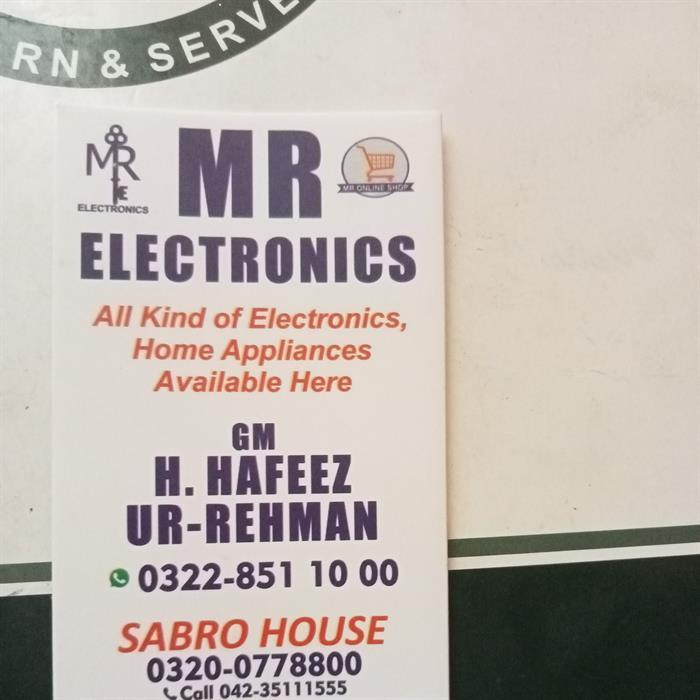 RN & SERVE
MR
ELECTRONICS
MR
MR ONLINE SHOP
ELECTRONICS
All Kind of Electronics,
Home Appliances
Available Here
GM
H. HAFEEZ
UR-REHMAN
0322-851 10 00
SABRO HOUSE
0320-0778800
Call 042-35111555